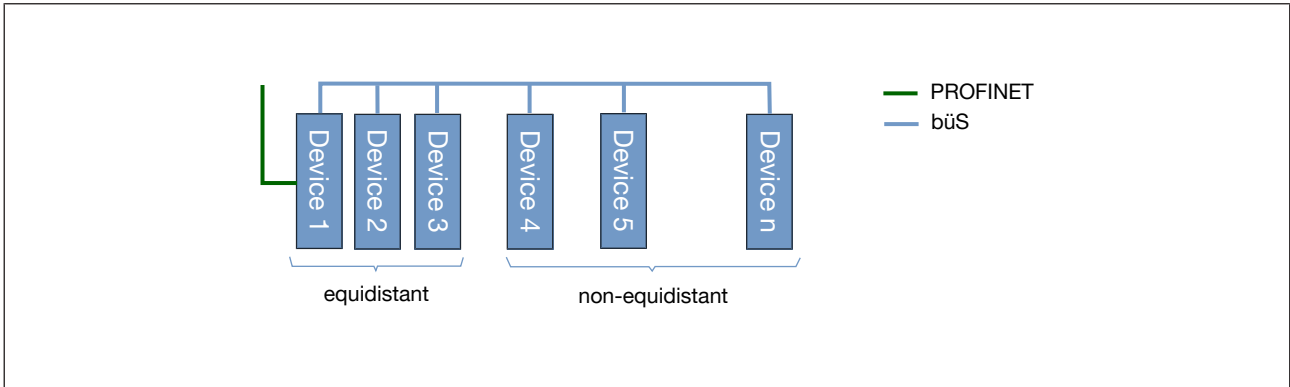 PROFINET
büS
Device 1
Device 2
Device 3
Device 4
Device 5
Device n
equidistant
non-equidistant